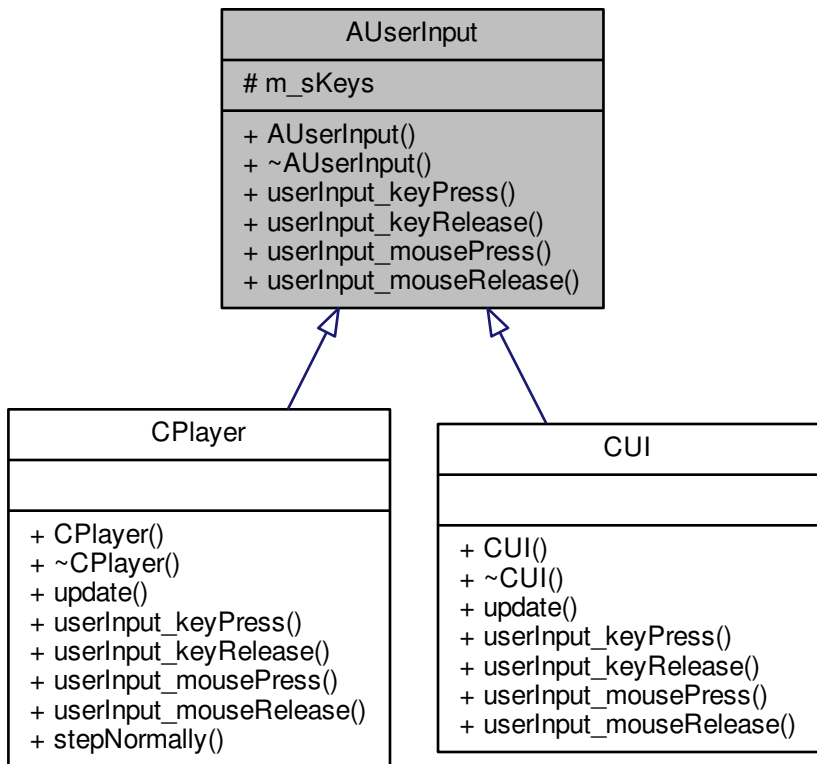 AUserInput
# m_sKeys
+ AUserInput()
+ ~AUserInput()
+ userInput_keyPress()
+ userInput_keyRelease()
+ userInput_mousePress()
+ userInput_mouseRelease()
CPlayer
+ CPlayer()
+ ~CPlayer()
+ update()
+ userInput_keyPress()
+ userInput_keyRelease()
+ userInput_mousePress()
+ userInput_mouseRelease()
+ stepNormally()
CUI
+ CUI()
+ ~CUI()
+ update()
+ userInput_keyPress()
+ userInput_keyRelease()
+ userInput_mousePress()
+ userInput_mouseRelease()